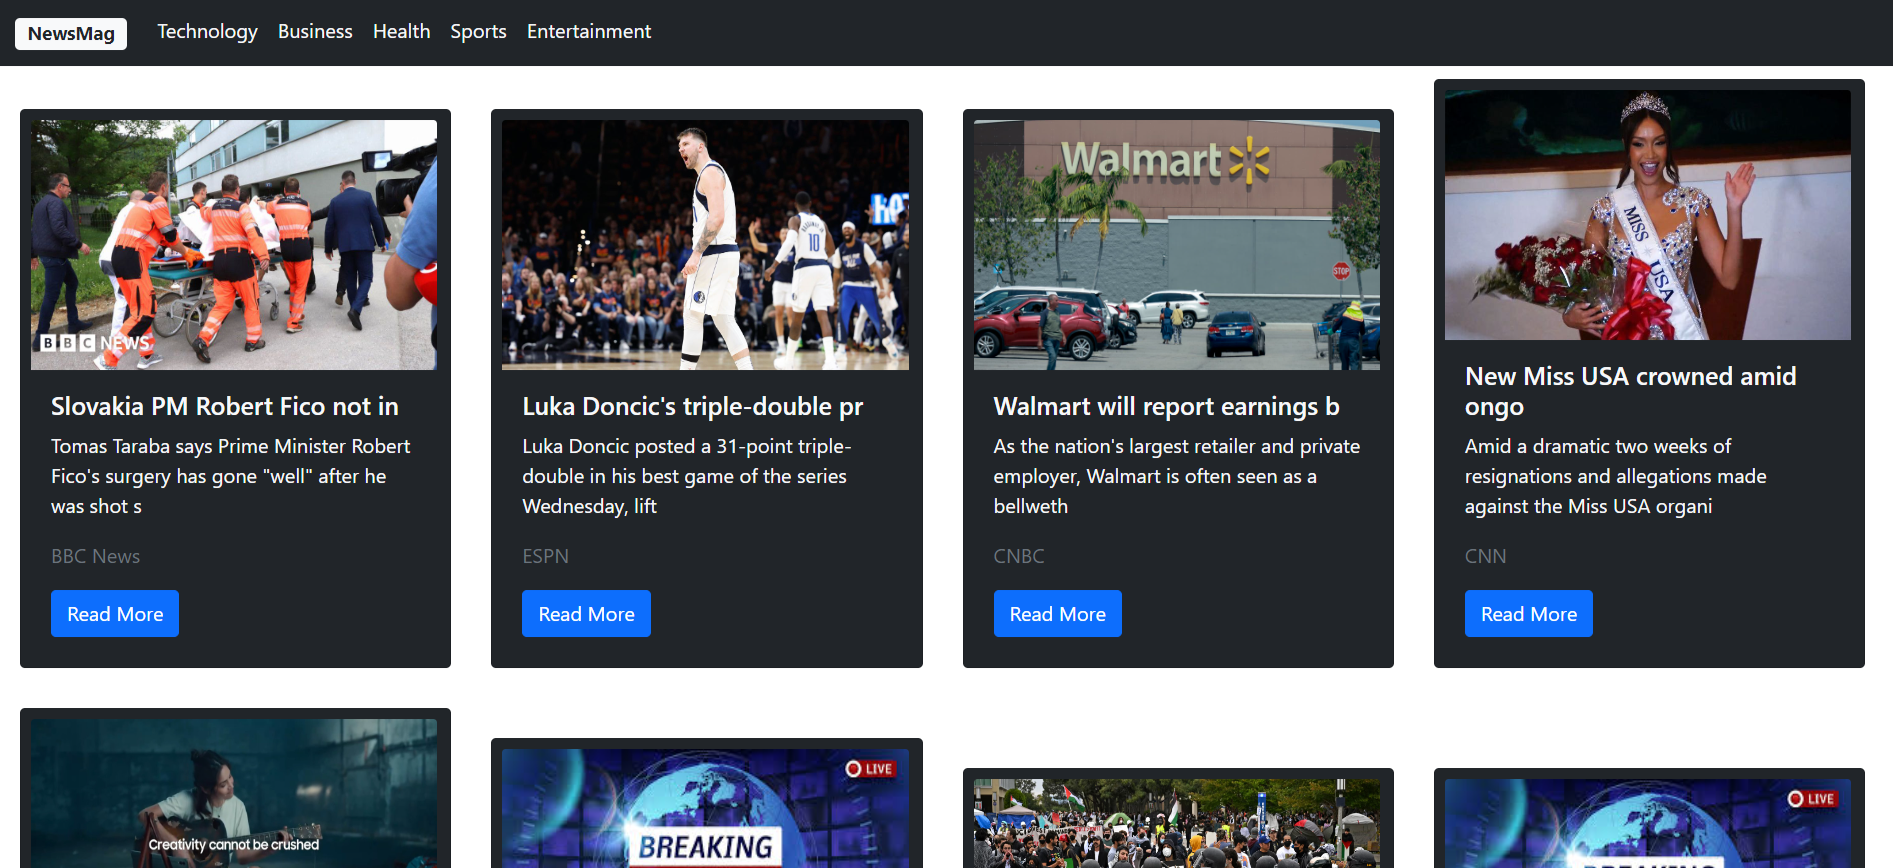 NewsMag Technology Business Health Sports Entertainment
BBC NEWS
Slovakia PM Robert Fico not in
Tomas Taraba says Prime Minister Robert
Fico's surgery has gone "well" after he
was shot s
BBC News
Read More
10
Luka Doncic's triple-double pr
Luka Doncic posted a 31-point triple-
double in his best game of the series
Wednesday, lift
ESPN
Read More
Walmart
STOP
Walmart will report earnings b
As the nation's largest retailer and private
employer, Walmart is often seen as a
bellweth
CNBC
Read More
MISS USA
New Miss USA crowned amid
ongo
Amid a dramatic two weeks of
resignations and allegations made
against the Miss USA organi
CNN
Read More
Creativity cannot be crushed
LIVE
BREAKING
LIVE
BREAKING